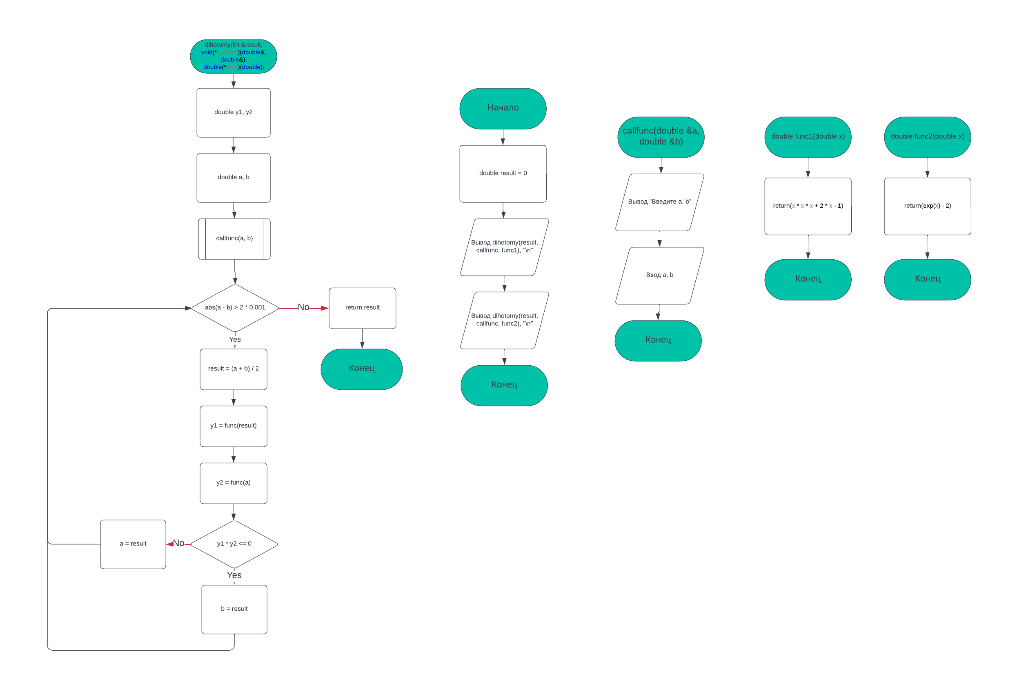 dihotomy(int &result,
void(* )(double&,
double&),
double(* )(double))
double y1, y2
double a, b
callfunc(a, b)
abs(a - b) > 2 * 0.001
No
return result
Конец
Yes
result = (a + b) / 2
y1 = func(result)
y2 = func(a)
y1 * y2 <= 0
No
a = result
Yes
b = result
Начало
double result = 0
Вывод dihotomy(result,
callfunc, func1), "\n"
Вывод dihotomy(result,
callfunc, func2), "\n"
Конец
callfunc(double &a,
double &b)
Вывод "Введите a, b"
Ввод a, b
Конец
double func1(double x)
return(x * x * x + 2 * x - 1)
Конец
double func2(double x)
return(exp(x) - 2)
Конец